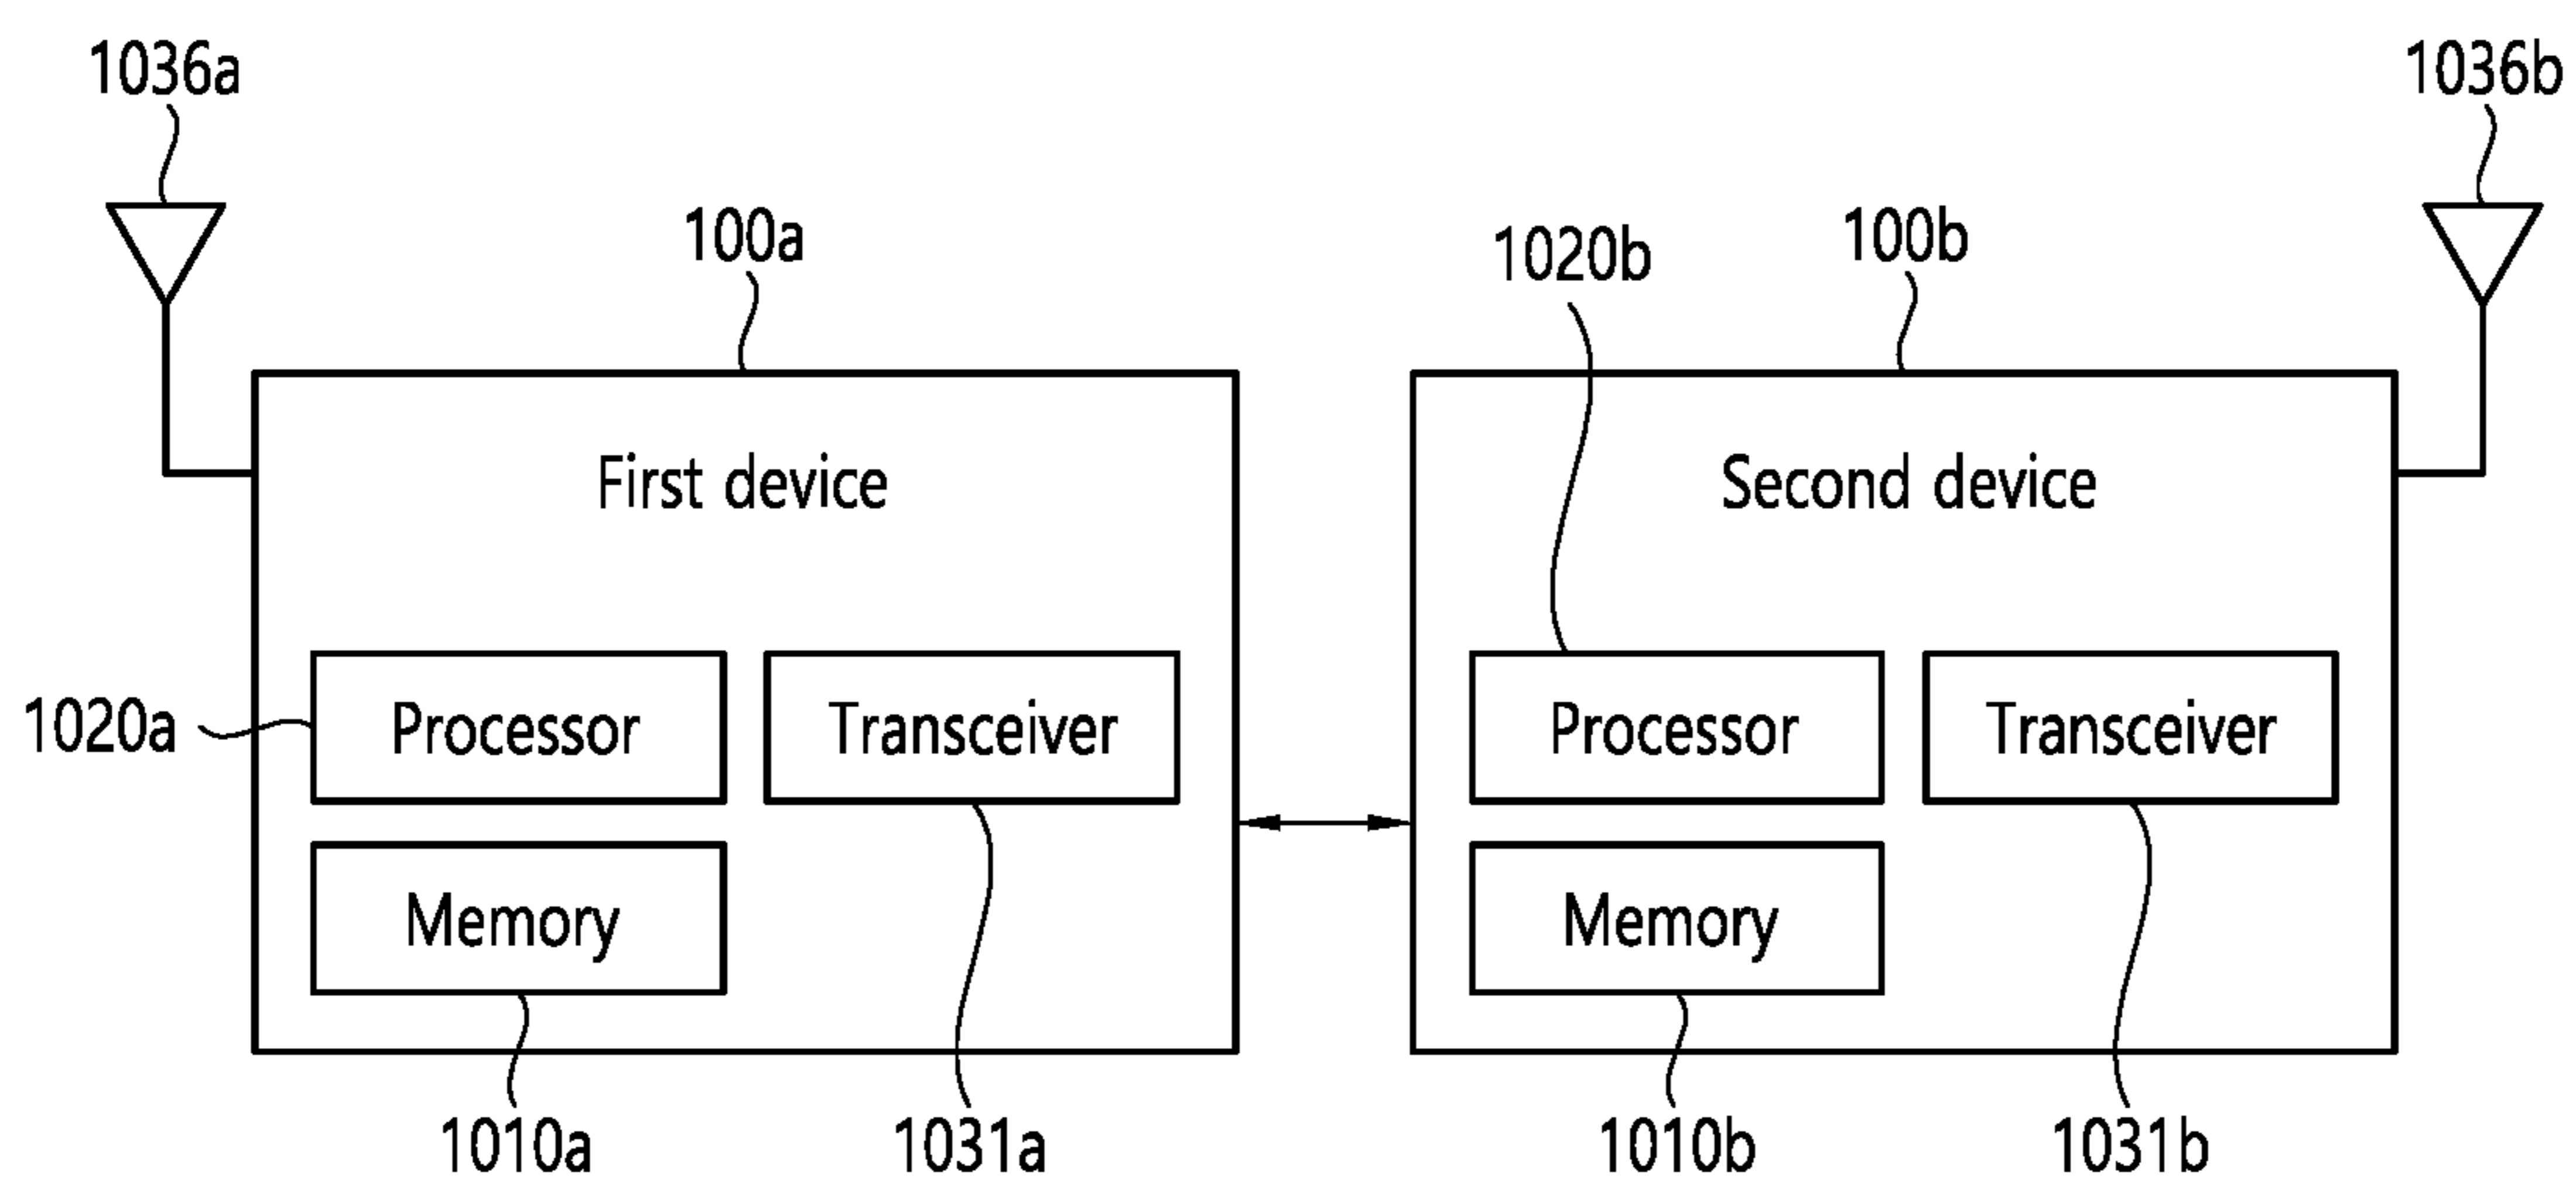 1036a
1036b
100a
1020b
100b
First device
Second device
1020a
Processor
Transceiver
Processor
Transceiver
Memory
Memory
1010a
1031a
1010b
1031b